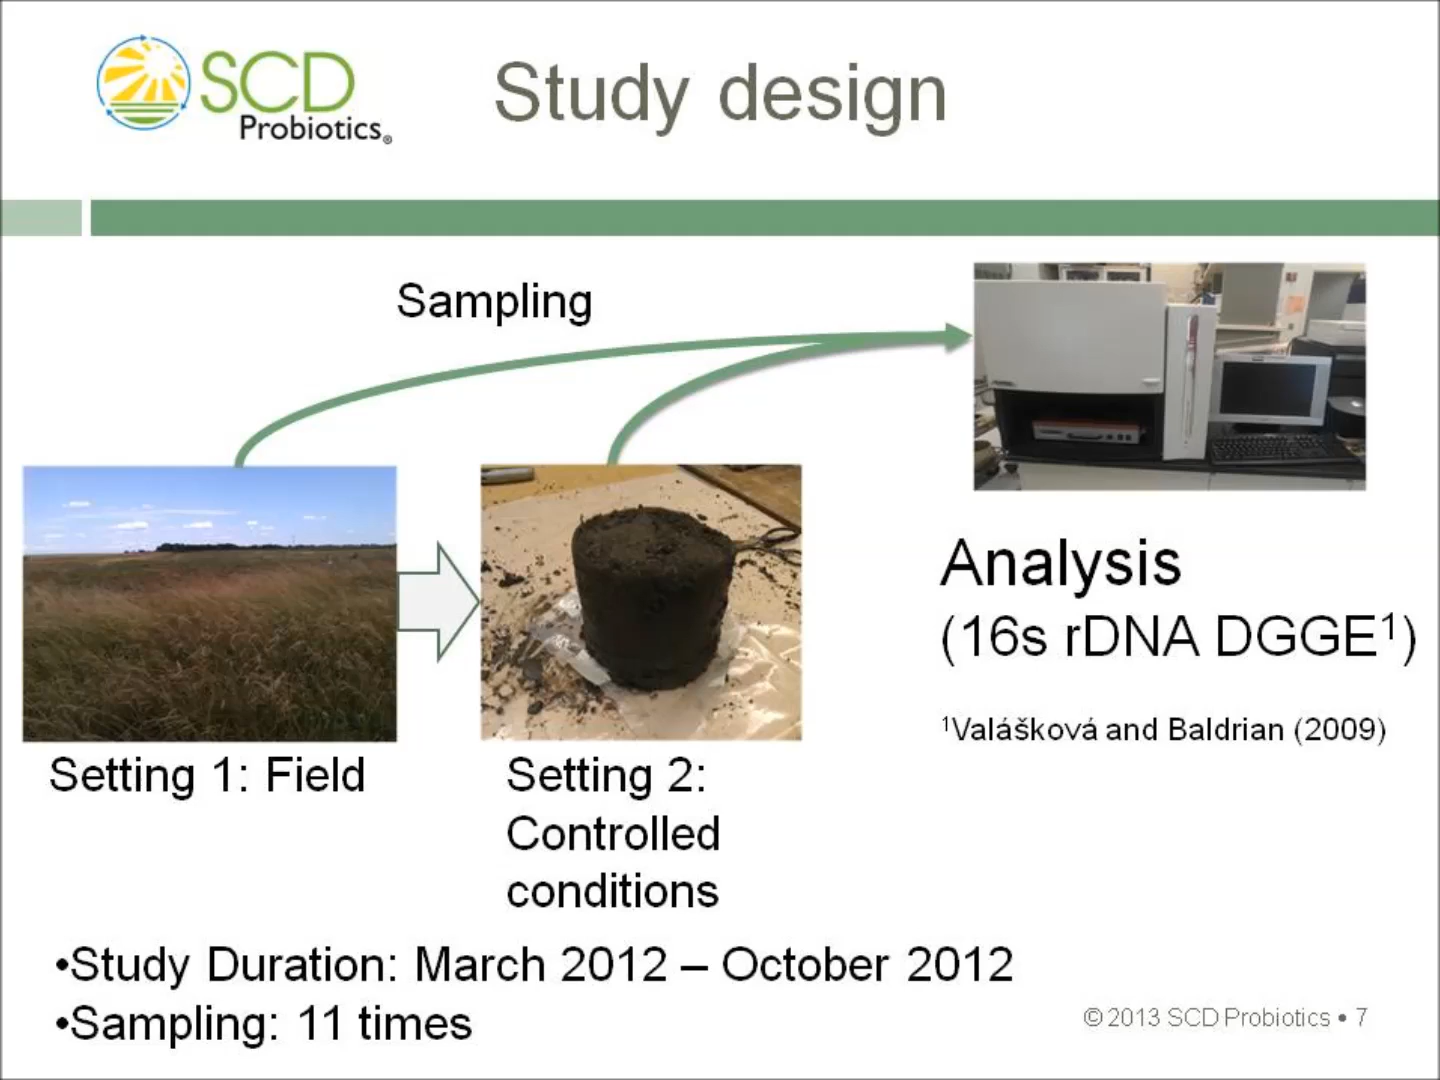 SCD
Probiotics®
Study design
Sampling
Analysis
(16s rDNA DGGE¹)
¹Valášková and Baldrian (2009)
Setting 1: Field
Setting 2:
Controlled
conditions
•Study Duration: March 2012 – October 2012
•Sampling: 11 times
©2013 SCD Probiotics • 7